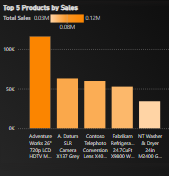 Top 5 Products by Sales
Total Sales 0.03M 0.12M
0.08M
100K
50K
0K
Adventure A. Datum Contoso Fabrikam NT Washer
Works 26" SLR Telephoto Refrigera... & Dryer
720p LCD Camera Conversion 24.7CuFt 24in
HDTV M... X137 Grey Lens X40... X9800 W... M2400 G...